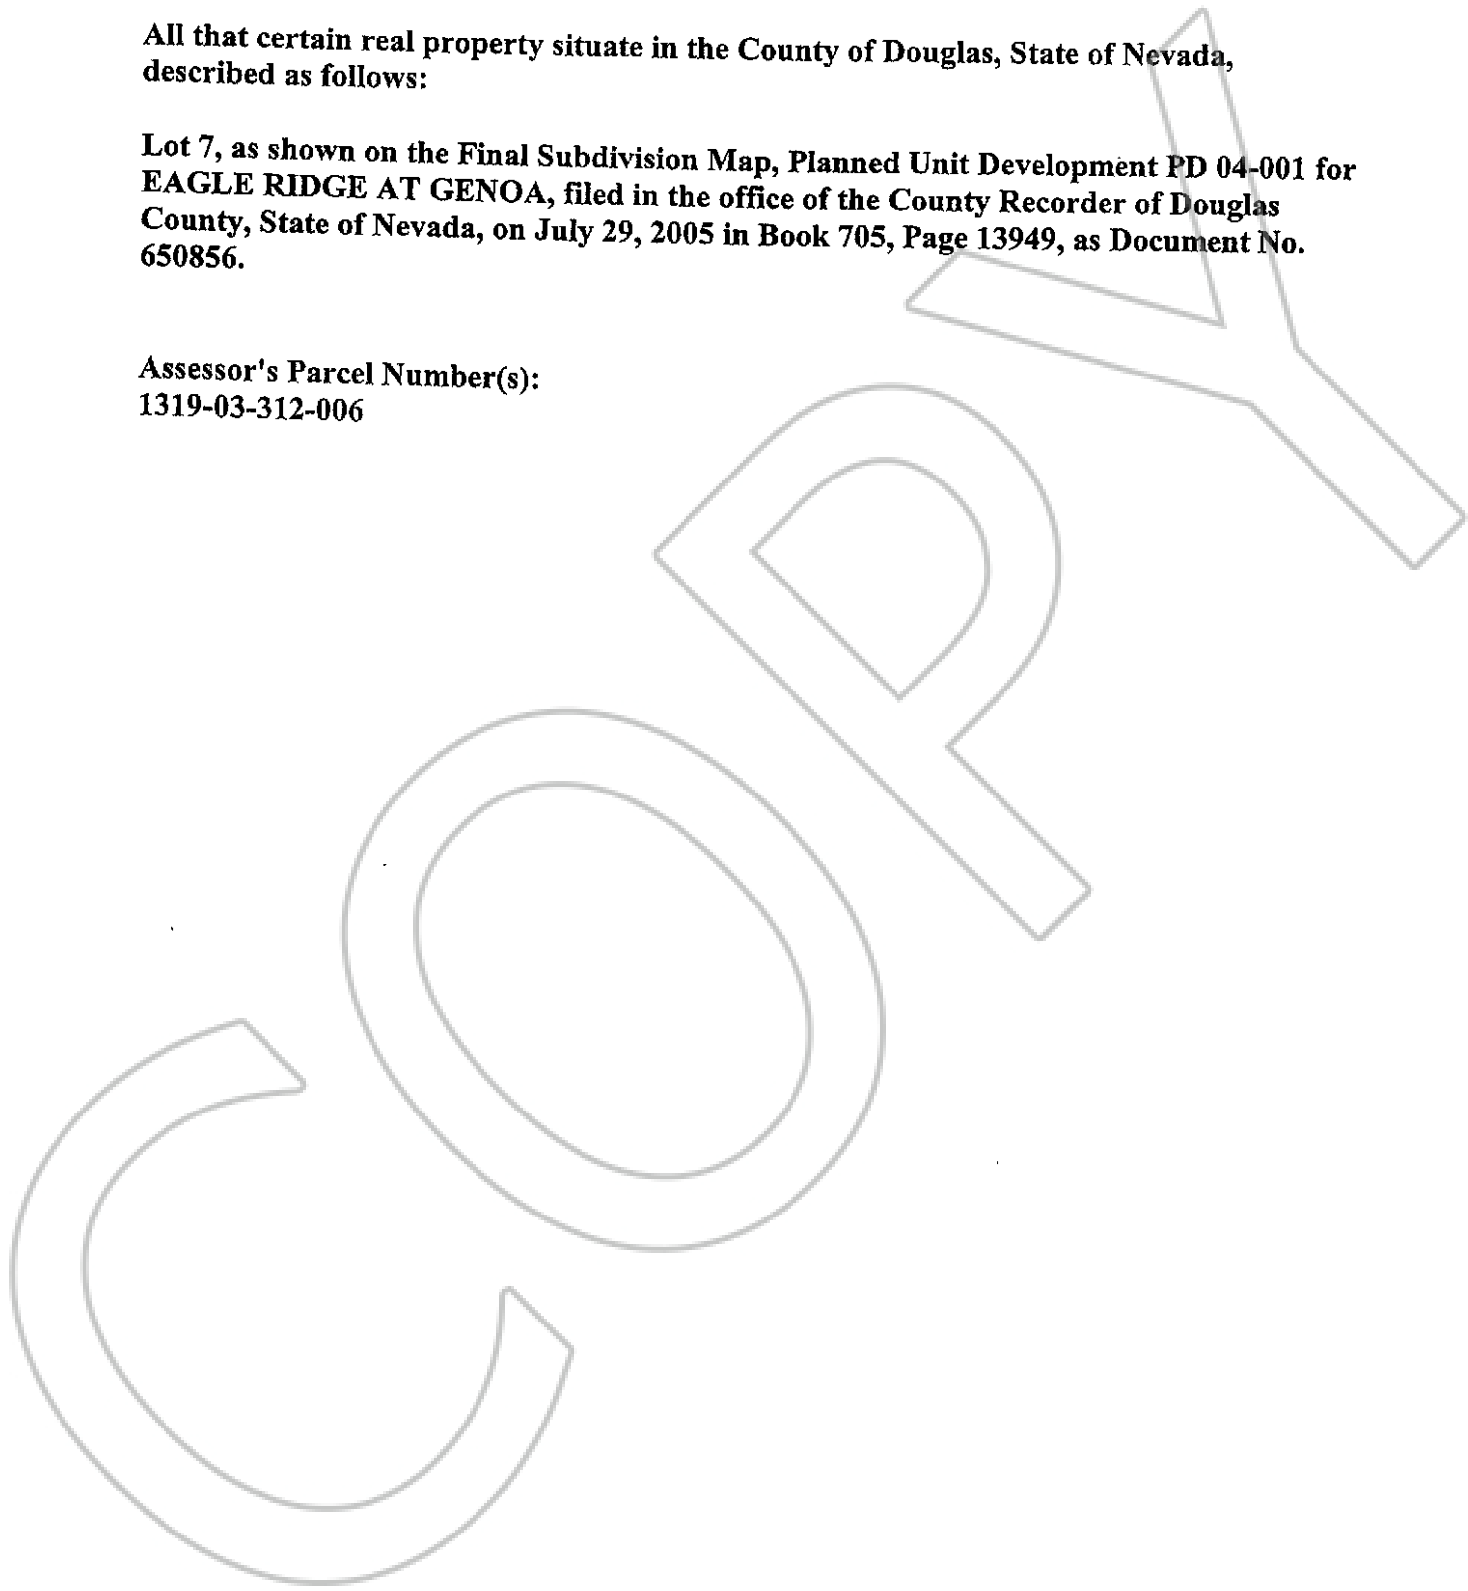 All that certain real property situate in the County of Douglas, State of Nevada,
described as follows:
Lot 7, as shown on the Final Subdivision Map, Planned Unit Development PD 04-001 for
EAGLE RIDGE AT GENOA, filed in the office of the County Recorder of Douglas
County, State of Nevada, on July 29, 2005 in Book 705, Page 13949, as Document No.
650856.
Assessor's Parcel Number(s):
1319-03-312-006
COPY